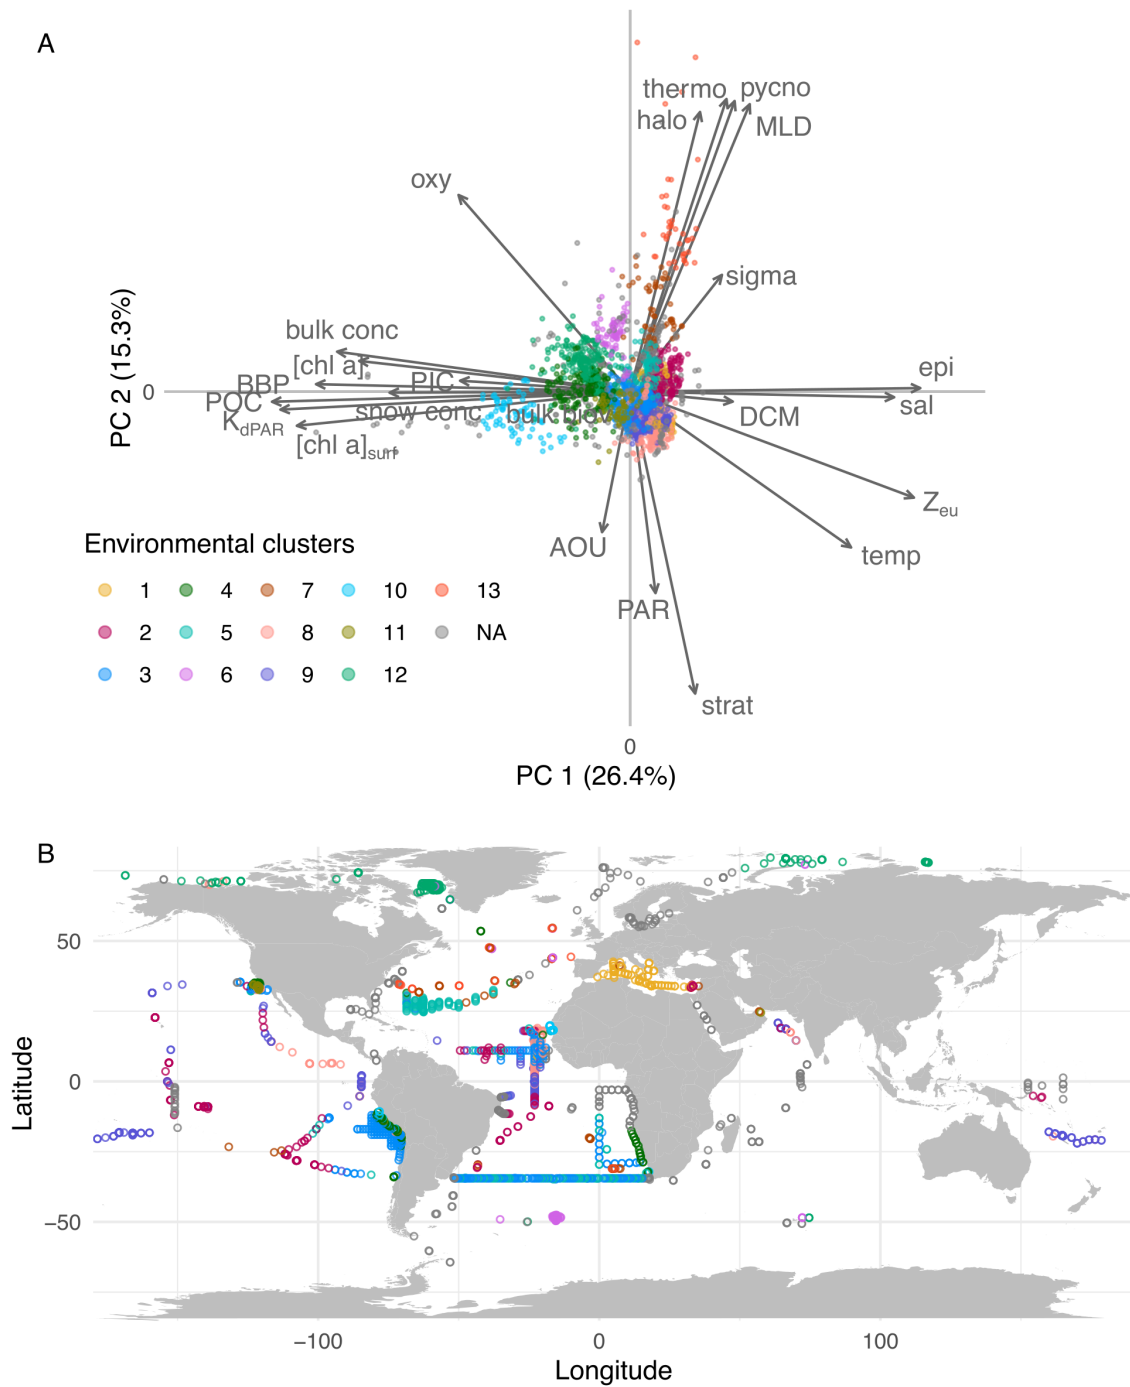 A
thermo pycno
halo MLD
oxy
sigma
bulk conc
[chl a]
epi
BBP PIC
POC sal
snow conc bulk biov DCM
KdPAR
[chl a]surf
Zeu
AOU temp
PAR
strat
PC 2 (15.3%)
0
0
PC 1 (26.4%)
Environmental clusters
1 4 7 10 13
2 5 8 11 NA
3 6 9 12
B
50
0
−50
Latitude
−100 0 100
Longitude